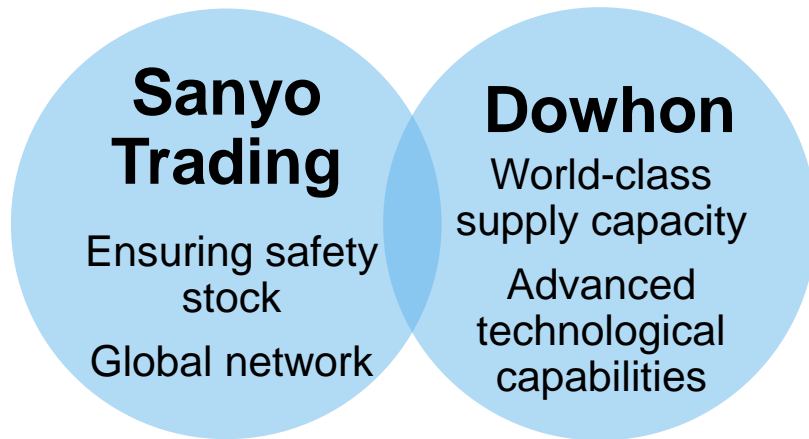 Sanyo
Trading
Ensuring safety
stock
Global network
Dowhon
World-class
supply capacity
Advanced
technological
capabilities